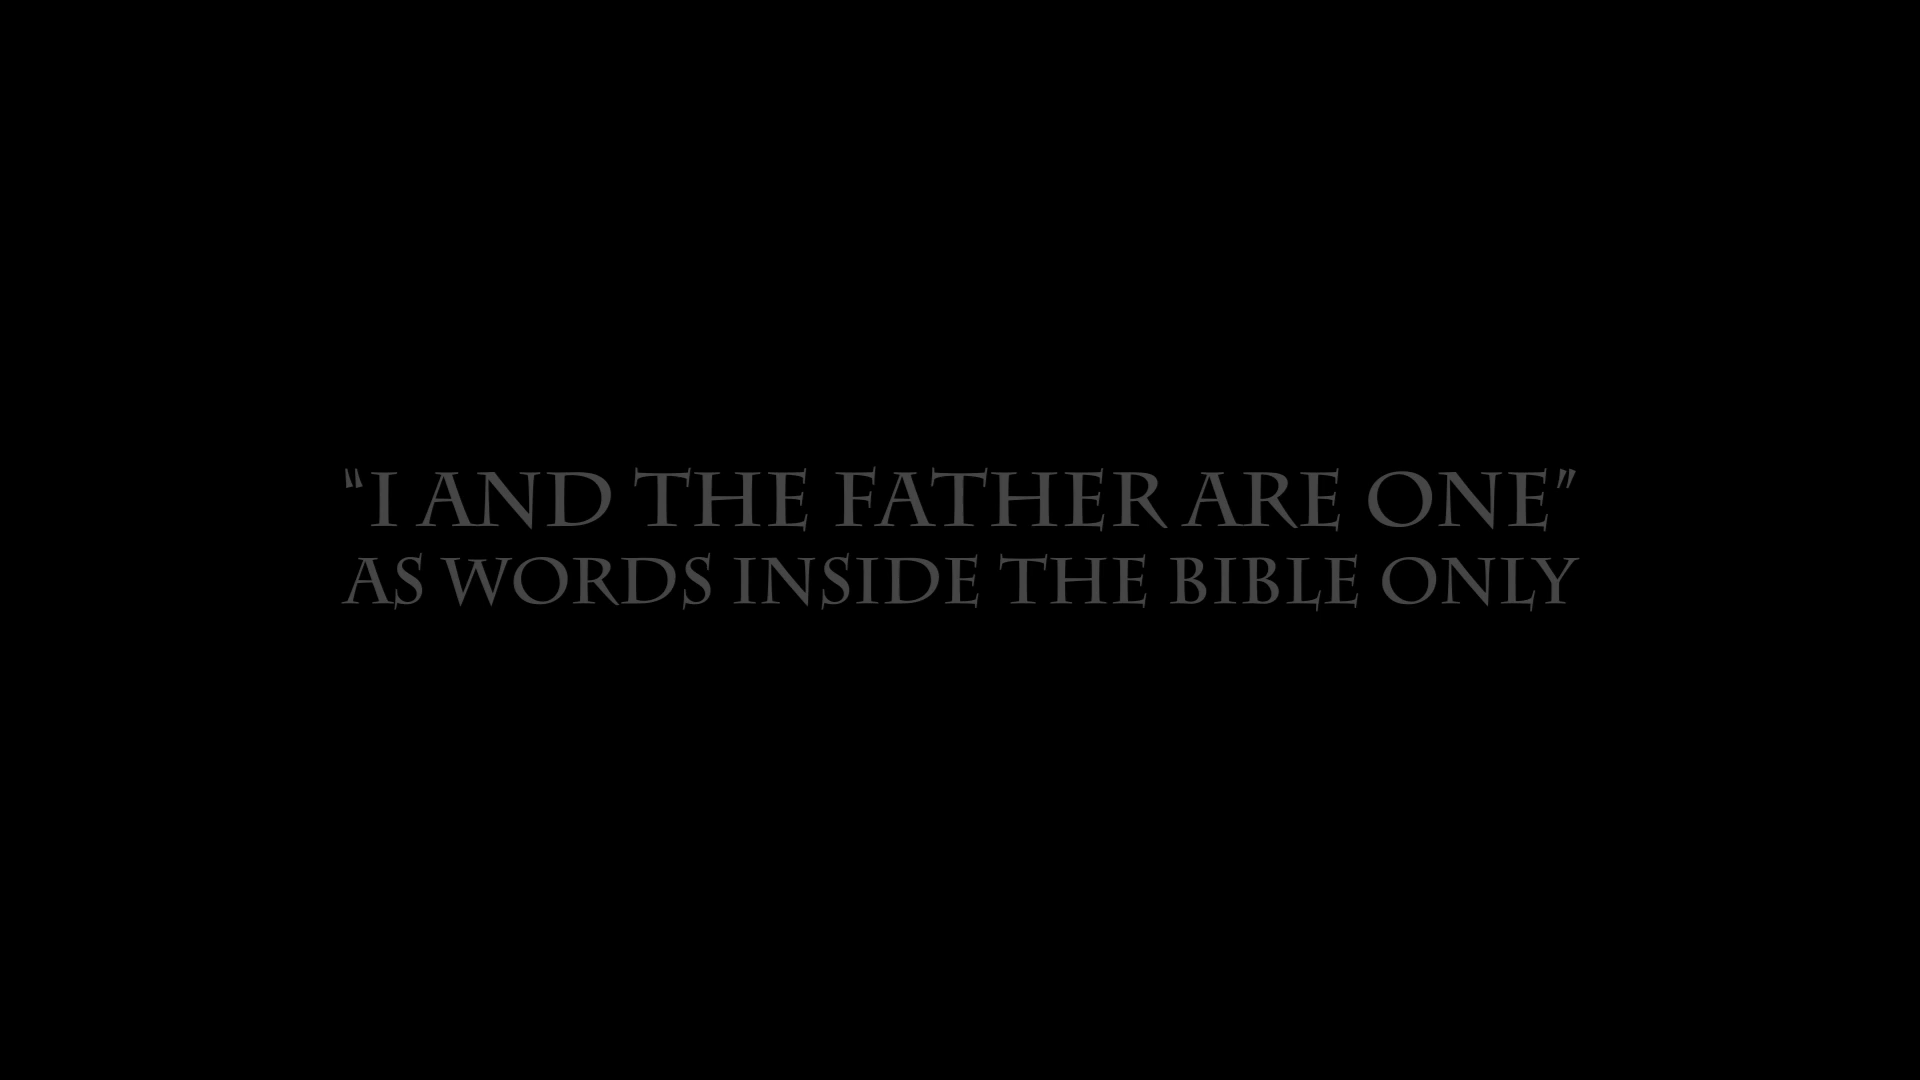 “I AND THE FATHER ARE ONE”
AS WORDS INSIDE THE BIBLE ONLY